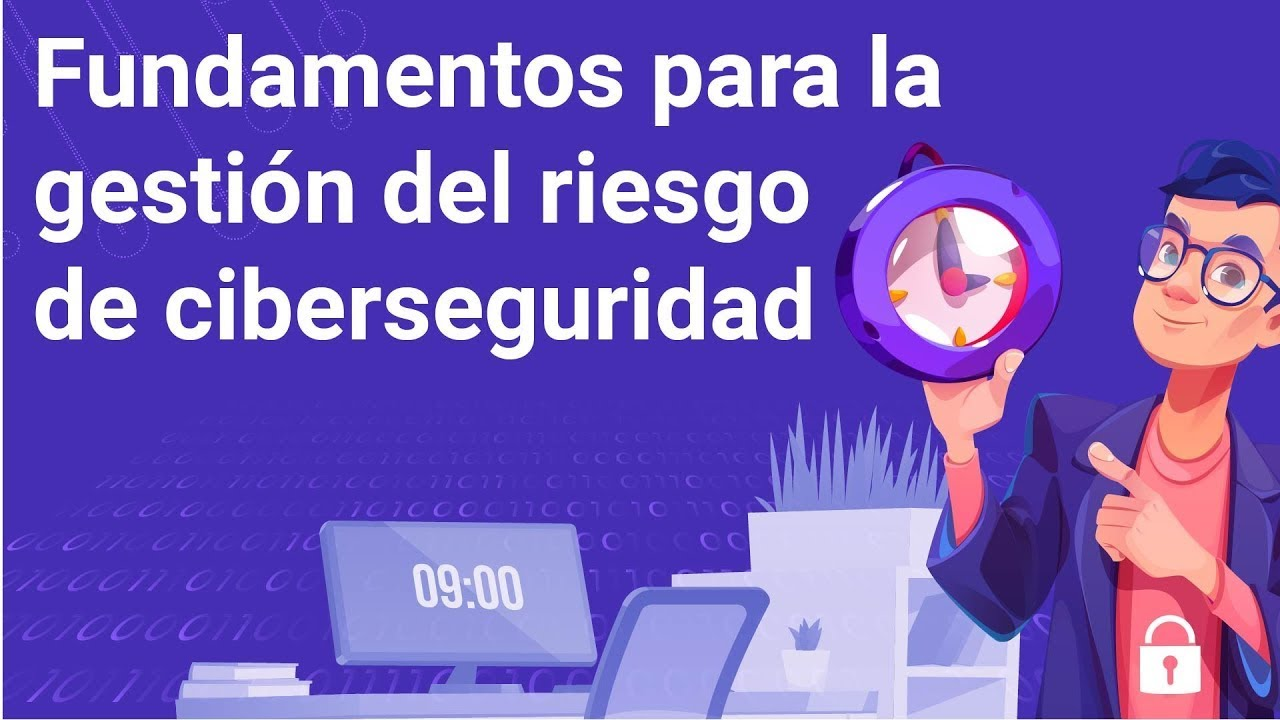 Fundamentos para la
gestión del riesgo
de ciberseguridad
09:00